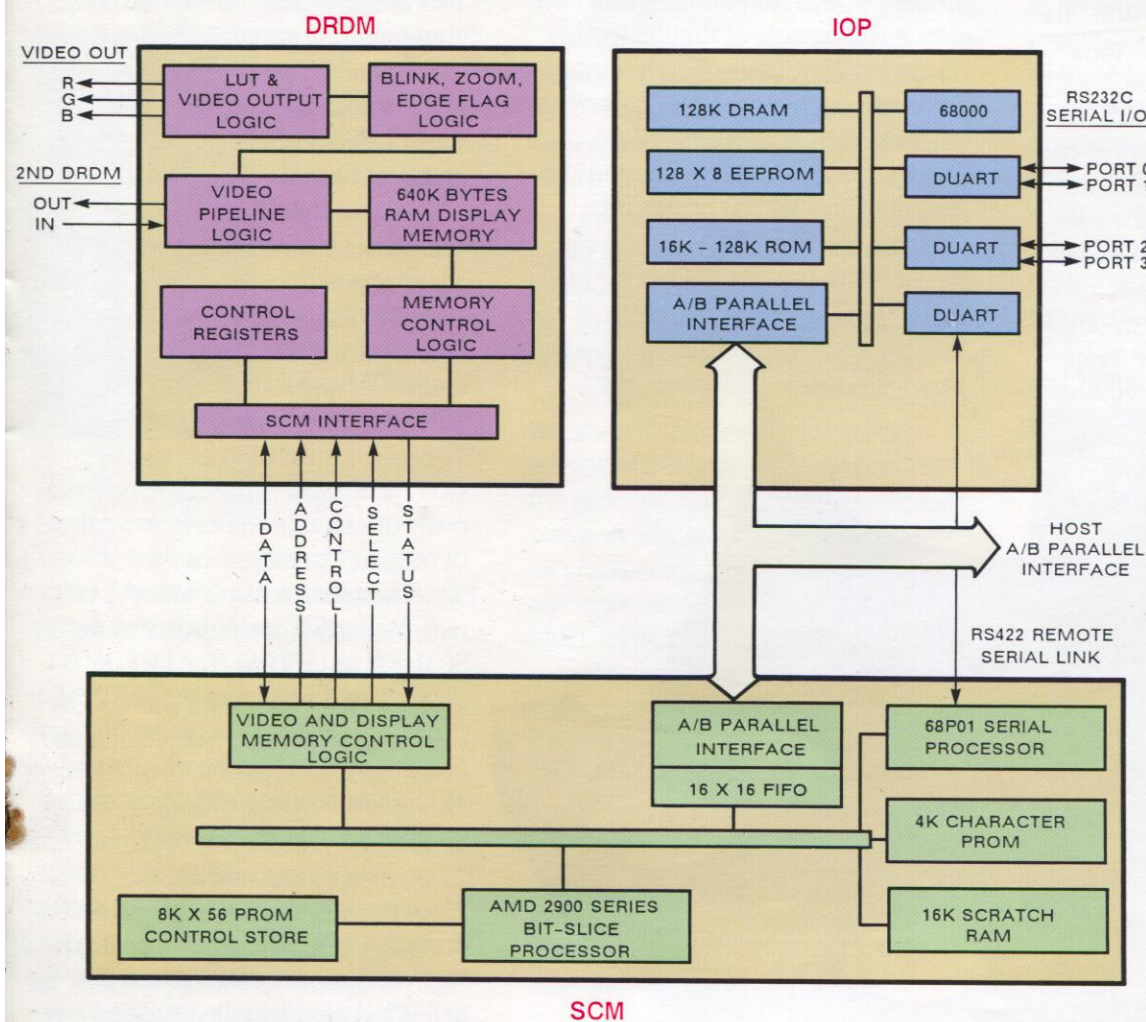 DRDM
VIDEO OUT
R
G
B
LUT &
VIDEO OUTPUT
LOGIC
BLINK, ZOOM,
EDGE FLAG
LOGIC
2ND DRDM
OUT
IN
VIDEO
PIPELINE
LOGIC
640K BYTES
RAM DISPLAY
MEMORY
CONTROL
REGISTERS
MEMORY
CONTROL
LOGIC
SCM INTERFACE
DATA
ADDRESS
CONTROL
SELECT
STATUS
IOP
128K DRAM
68000
RS232C
SERIAL I/O
128 X 8 EEPROM
DUART
PORT 0
PORT 1
16K - 128K ROM
DUART
PORT 2
PORT 3
A/B PARALLEL
INTERFACE
DUART
HOST
A/B PARALLEL
INTERFACE
RS422 REMOTE
SERIAL LINK
VIDEO AND DISPLAY
MEMORY CONTROL
LOGIC
A/B PARALLEL
INTERFACE
16 X 16 FIFO
68P01 SERIAL
PROCESSOR
4K CHARACTER
PROM
8K X 56 PROM
CONTROL STORE
AMD 2900 SERIES
BIT-SLICE
PROCESSOR
16K SCRATCH
RAM
SCM